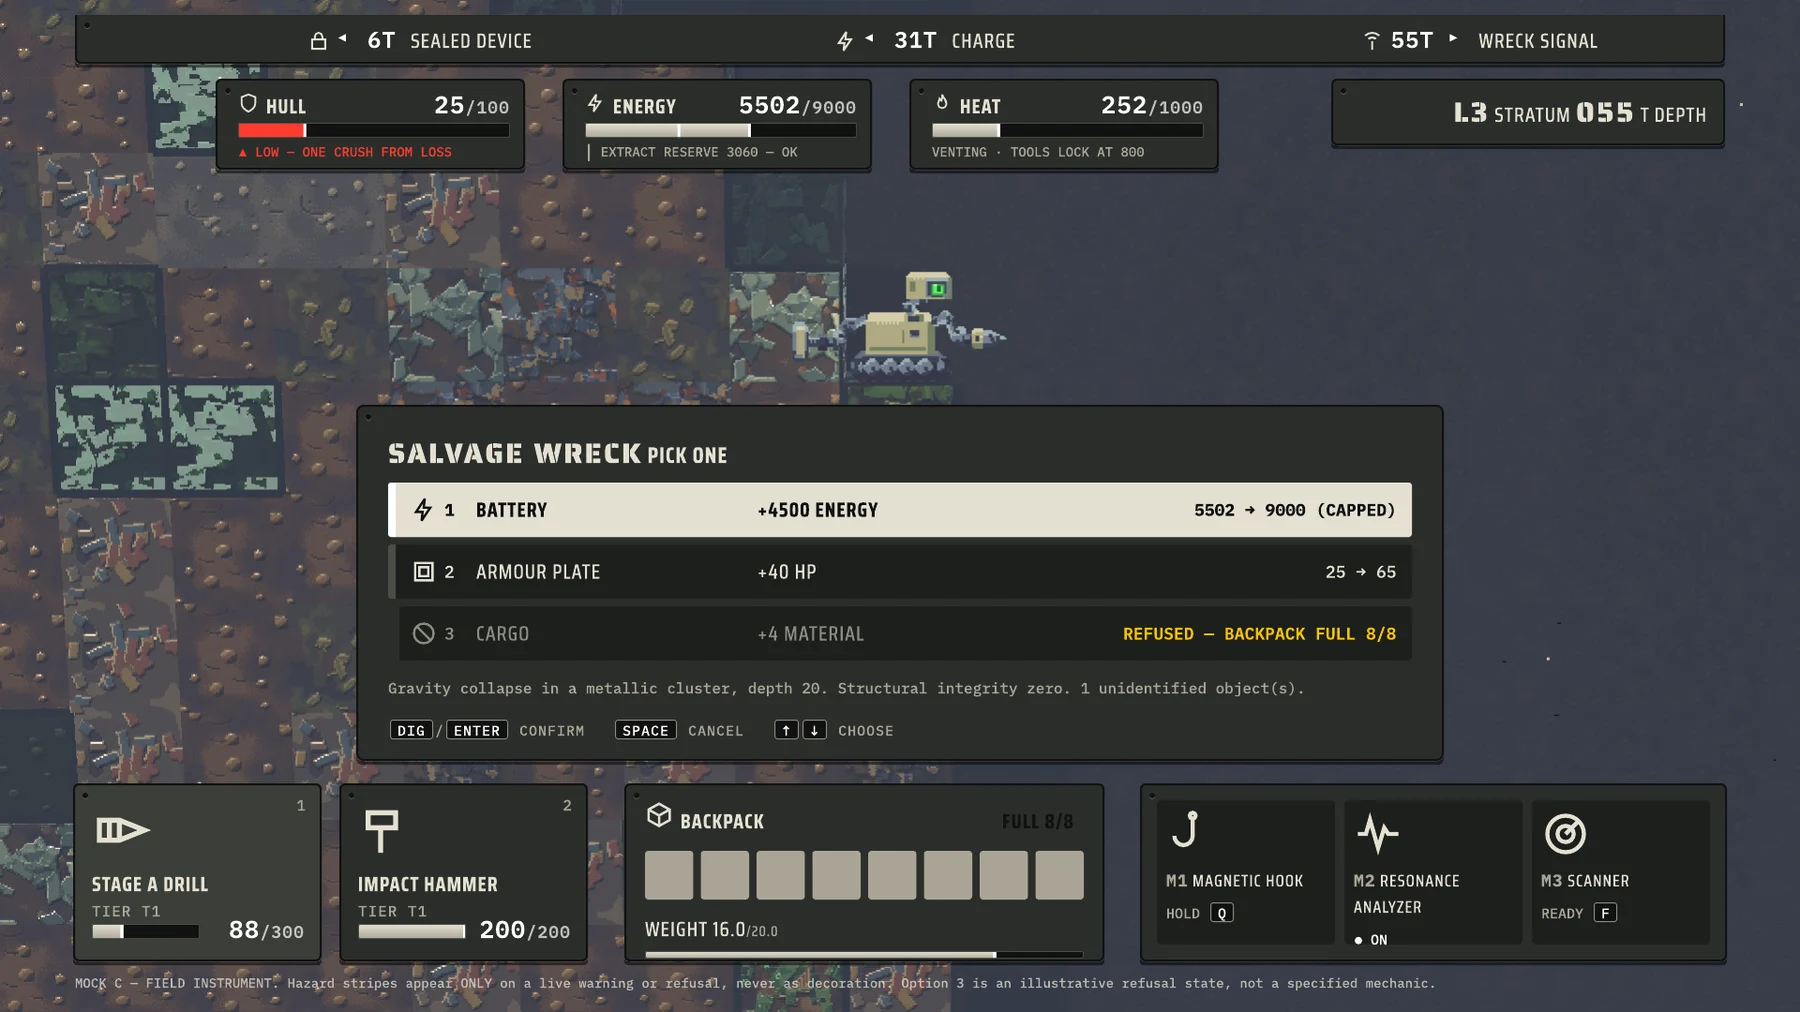 ◄ 6T SEALED DEVICE
◄ 31T CHARGE
55T ► WRECK SIGNAL
HULL 25/100
▲ LOW — ONE CRUSH FROM LOSS
ENERGY 5502/9000
EXTRACT RESERVE 3060 — OK
HEAT 252/1000
VENTING · TOOLS LOCK AT 800
L3 STRATUM 055 T DEPTH
SALVAGE WRECK PICK ONE
1 BATTERY +4500 ENERGY 5502 → 9000 (CAPPED)
2 ARMOUR PLATE +40 HP 25 → 65
3 CARGO +4 MATERIAL REFUSED — BACKPACK FULL 8/8
Gravity collapse in a metallic cluster, depth 20. Structural integrity zero. 1 unidentified object(s).
DIG/ENTER CONFIRM SPACE CANCEL ↑ ↓ CHOOSE
1
STAGE A DRILL
TIER T1
88/300
2
IMPACT HAMMER
TIER T1
200/200
BACKPACK FULL 8/8
WEIGHT 16.0/20.0
M1 MAGNETIC HOOK
HOLD Q
M2 RESONANCE
ANALYZER
● ON
M3 SCANNER
READY F
MOCK C — FIELD INSTRUMENT. Hazard stripes appear ONLY on a live warning or refusal, never as decoration. Option 3 is an illustrative refusal state, not a specified mechanic.